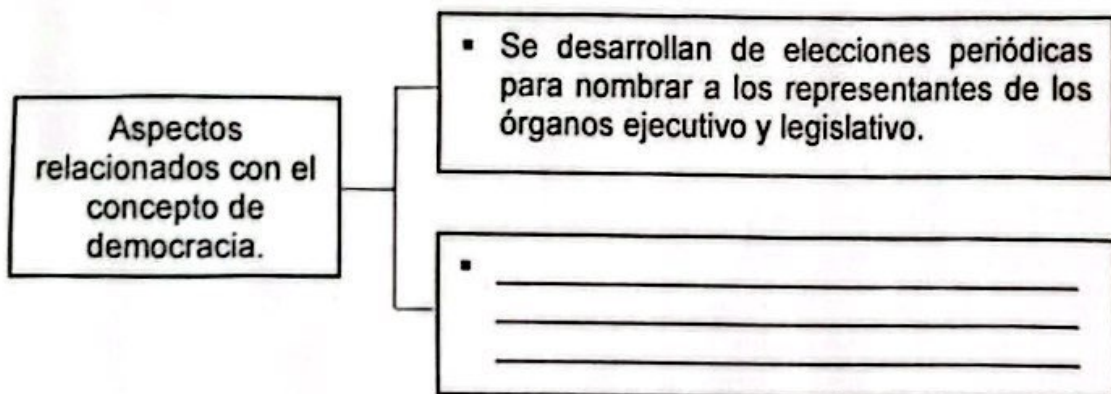 Aspectos
relacionados con el
concepto de
democracia.
▪ Se desarrollan de elecciones periódicas
para nombrar a los representantes de los
órganos ejecutivo y legislativo.
▪